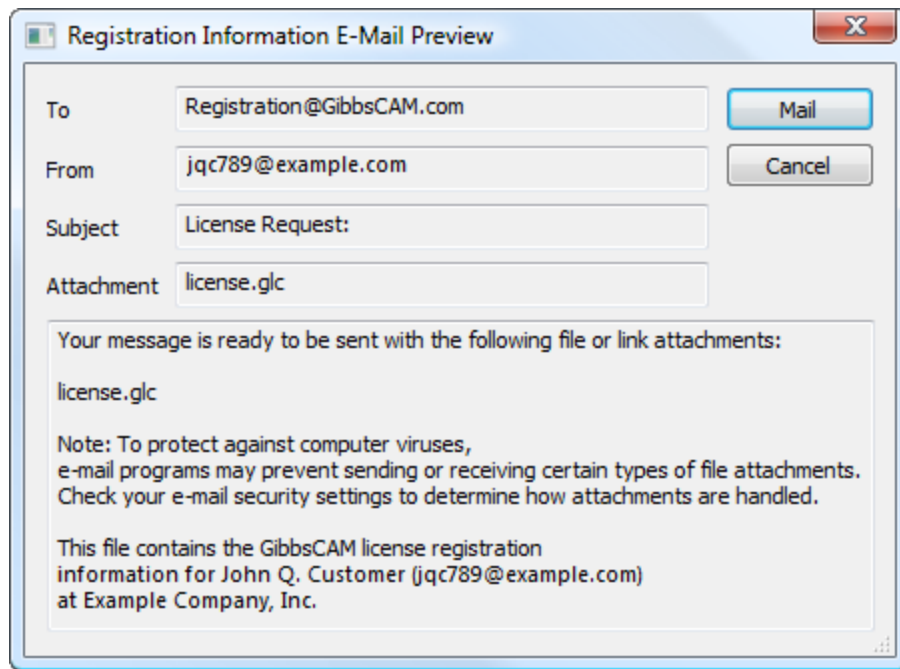 Registration Information E-Mail Preview
To
Registration@GibbsCAM.com
Mail
From
jqc789@example.com
Cancel
Subject
License Request:
Attachment
license.glc
Your message is ready to be sent with the following file or link attachments:
license.glc
Note: To protect against computer viruses,
e-mail programs may prevent sending or receiving certain types of file attachments.
Check your e-mail security settings to determine how attachments are handled.
This file contains the GibbsCAM license registration
information for John Q. Customer (jqc789@example.com)
at Example Company, Inc.